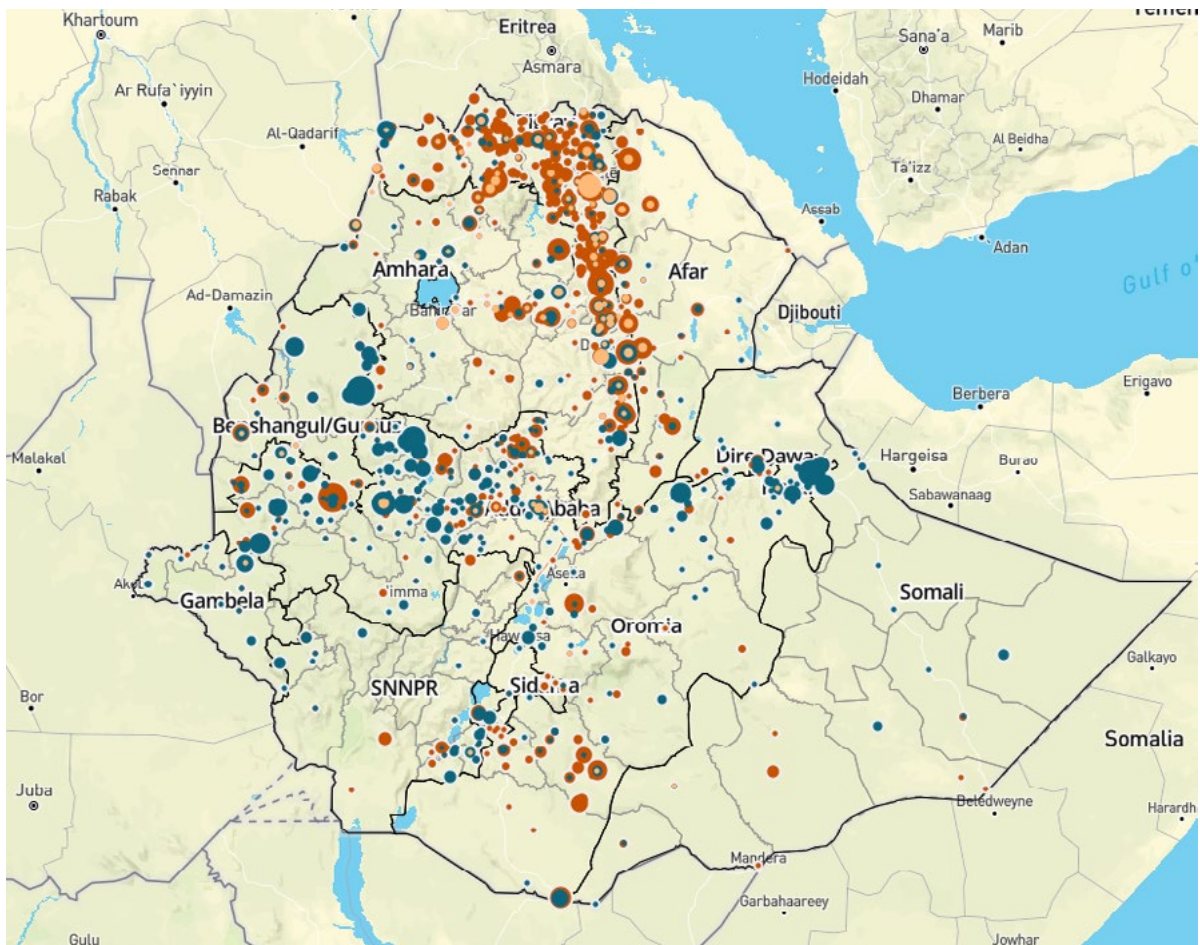 Yemen
Khartoum
Eritrea
Sana'a
Marib
Asmara
Hodeidah
Ar Rufa`iyyin
Dhamar
Al-Qadarif
Al Beidha
Sennar
Ta'izz
Rabak
Assab
Adan
Amhara
Afar
Gulf o
Ad-Damazin
Djibouti
Berbera
Erigavo
Malakal
Dire Dawa
Hargeisa
Burao
Sabawanaag
Gambela
Somali
Oromia
Galkayo
Bor
SNNPR
Somalia
Juba
Beledweyne
Harardh
Mandera
Garbahaarey
Gulu
Jowhar